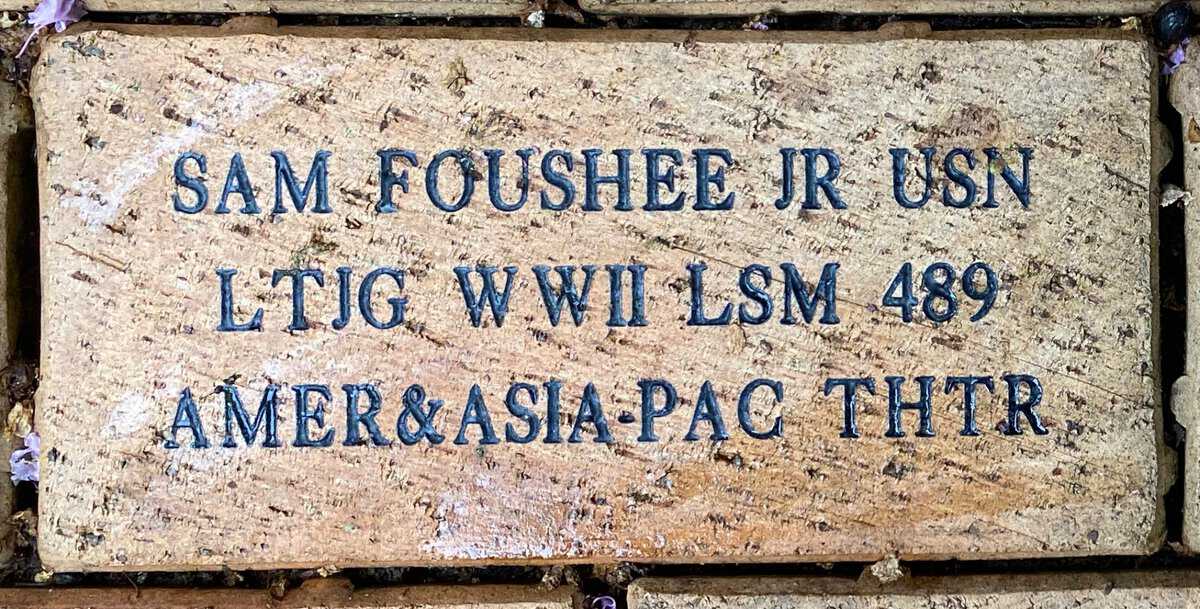 SAM FOUSHEE JR USN
LTJG WWII LSM 489
AMER&ASIA-PAC THTR